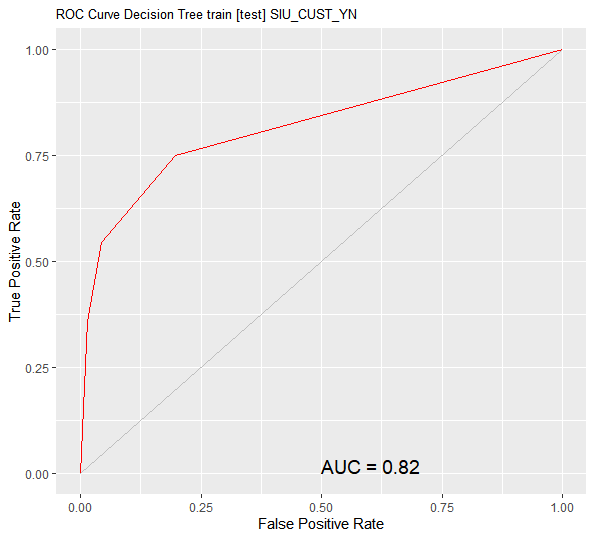 ROC Curve Decision Tree train [test] SIU_CUST_YN
1.00
0.75
0.50
0.25
0.00
True Positive Rate
AUC = 0.82
0.00 0.25 0.50 0.75 1.00
False Positive Rate